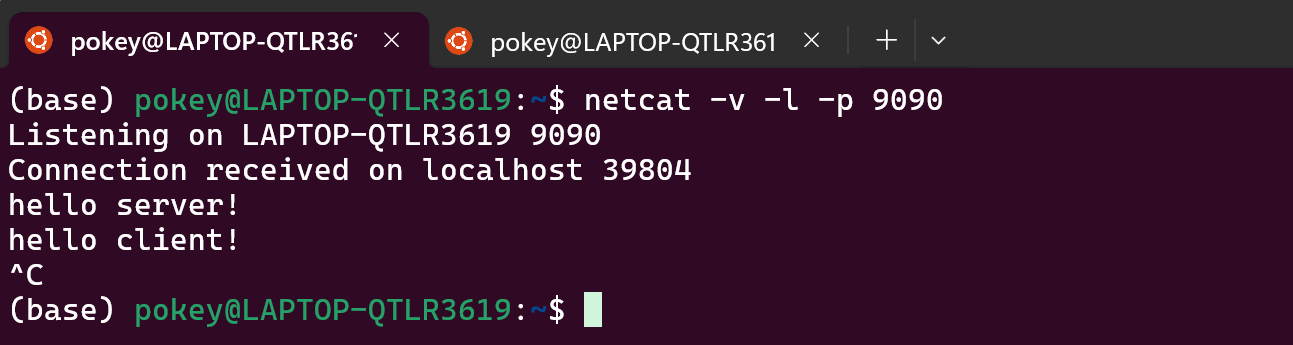 pokey@LAPTOP-QTLR361
pokey@LAPTOP-QTLR361
(base) pokey@LAPTOP-QTLR3619:~$ netcat -v -l -p 9090
Listening on LAPTOP-QTLR3619 9090
Connection received on localhost 39804
hello server!
hello client!
^C
(base) pokey@LAPTOP-QTLR3619:~$